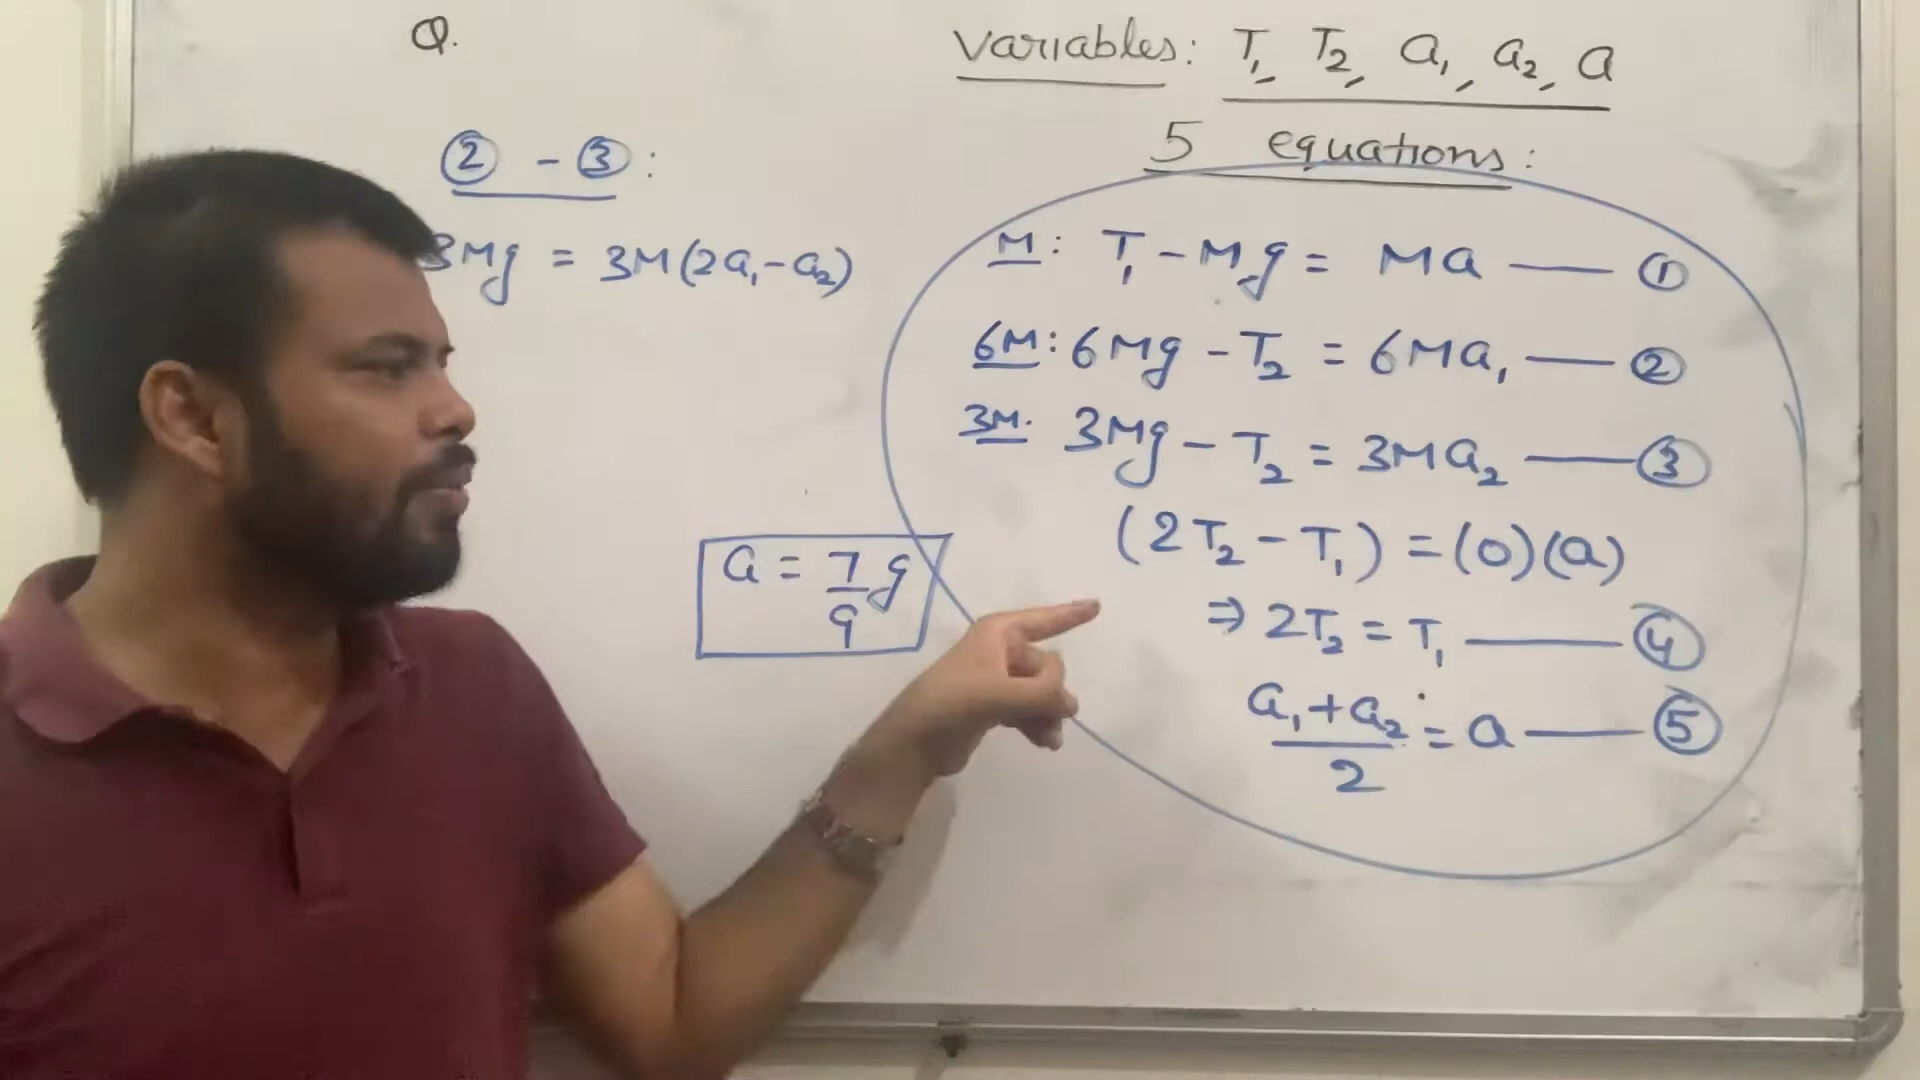 Q.
② - ③ :
3Mg = 3M(2a₁-a₂)
a = 7/9 g
Variables: T₁, T₂, a₁, a₂, a
5 equations:
M: T₁ - Mg = Ma — ①
6M: 6Mg - T₂ = 6Ma₁ — ②
3M. 3Mg - T₂ = 3Ma₂ — ③
(2T₂ - T₁) = (0)(a)
⇒ 2T₂ = T₁ — ④
(a₁+a₂)/2 = a — ⑤